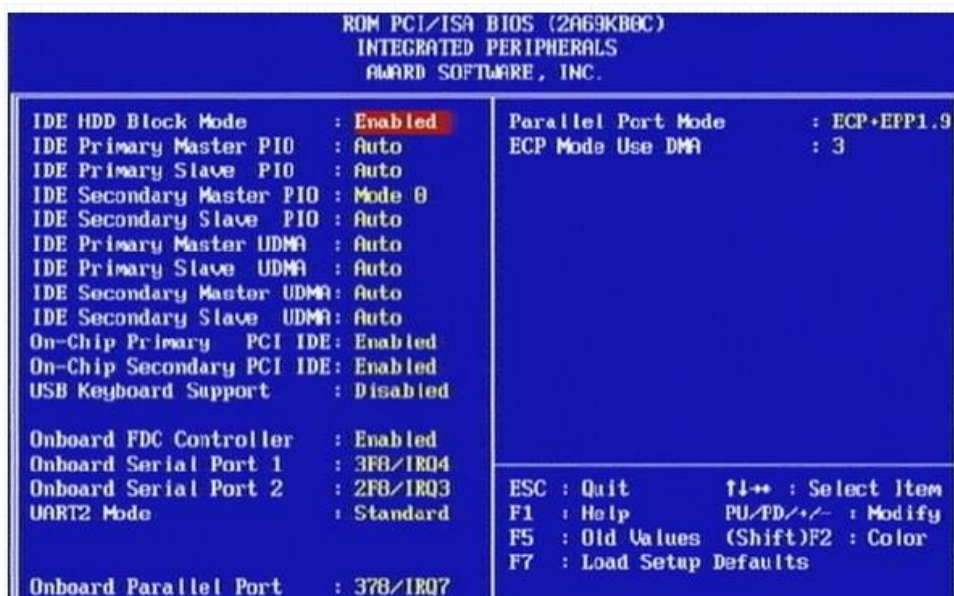 ROM PCI/ISA BIOS (2A69KB0C)
INTEGRATED PERIPHERALS
AWARD SOFTWARE, INC.
IDE HDD Block Mode : Enabled
IDE Primary Master PIO : Auto
IDE Primary Slave PIO : Auto
IDE Secondary Master PIO : Mode 0
IDE Secondary Slave PIO : Auto
IDE Primary Master UDMA : Auto
IDE Primary Slave UDMA : Auto
IDE Secondary Master UDMA: Auto
IDE Secondary Slave UDMA: Auto
On-Chip Primary PCI IDE: Enabled
On-Chip Secondary PCI IDE: Enabled
USB Keyboard Support : Disabled
Onboard FDC Controller : Enabled
Onboard Serial Port 1 : 3F8/IRQ4
Onboard Serial Port 2 : 2F8/IRQ3
UART2 Mode : Standard
Onboard Parallel Port : 378/IRQ7
Parallel Port Mode : ECP+EPP1.9
ECP Mode Use DMA : 3
ESC : Quit ↑↓→← : Select Item
F1 : Help PU/PD/+/- : Modify
F5 : Old Values (Shift)F2 : Color
F7 : Load Setup Defaults